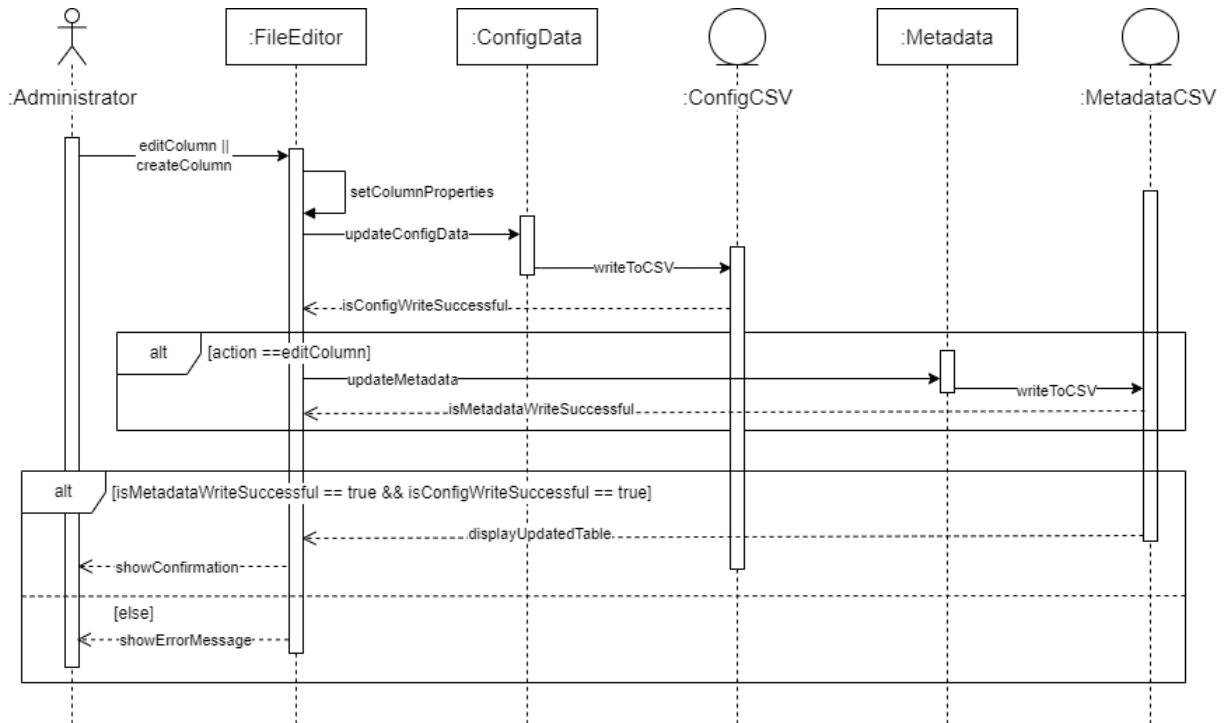 :FileEditor
:ConfigData
:Metadata
:Administrator
:ConfigCSV
:MetadataCSV
editColumn ||
createColumn
setColumnProperties
updateConfigData
writeToCSV
isConfigWriteSuccessful
alt
[action ==editColumn]
updateMetadata
writeToCSV
isMetadataWriteSuccessful
alt
[isMetadataWriteSuccessful == true && isConfigWriteSuccessful == true]
displayUpdatedTable
showConfirmation
[else]
showErrorMessage